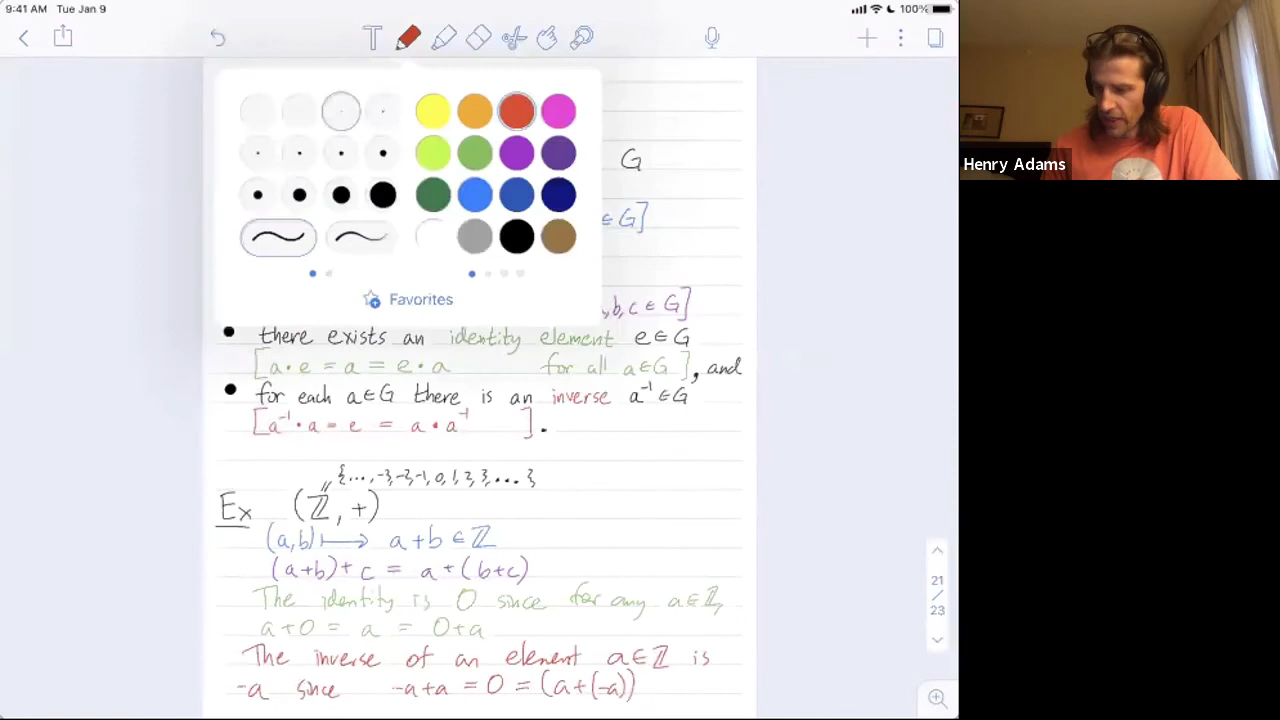 9:41 AM Tue Jan 9
100%
Henry Adams
G
∈ G]
Favorites
,b,c ∈ G]
• there exists an identity element e∈G
[a·e = a = e·a for all a∈G], and
• for each a∈G there is an inverse a⁻¹∈G
[a⁻¹·a = e = a·a⁻¹ ].
{..., -3,-2,-1,0,1,2,3,...}
Ex (ℤ,+)
(a,b) ⟼ a+b ∈ ℤ
(a+b)+c = a+(b+c)
The identity is 0 since for any a∈ℤ,
a+0 = a = 0+a
The inverse of an element a∈ℤ is
-a since -a+a = 0 = (a+(-a))
21
/
23